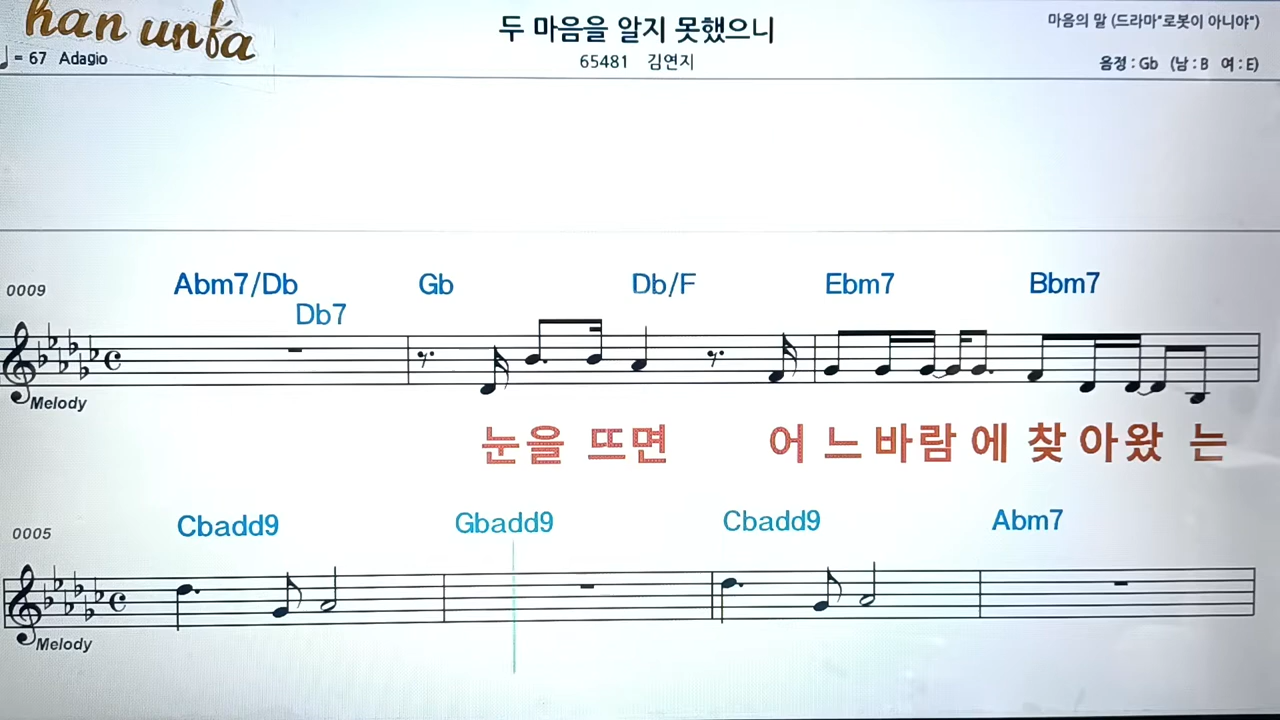 han unfa
두 마음을 알지 못했으니
마음의 말 (드라마"로봇이 아니야")
♩ = 67 Adagio
65481 김연지
음정 : Gb (남 : B 여 : E)
0009
Abm7/Db Db7 Gb Db/F Ebm7 Bbm7
Melody
눈을 뜨면 어 느 바람 에 찾 아왔 는
0005
Cbadd9 Gbadd9 Cbadd9 Abm7
Melody